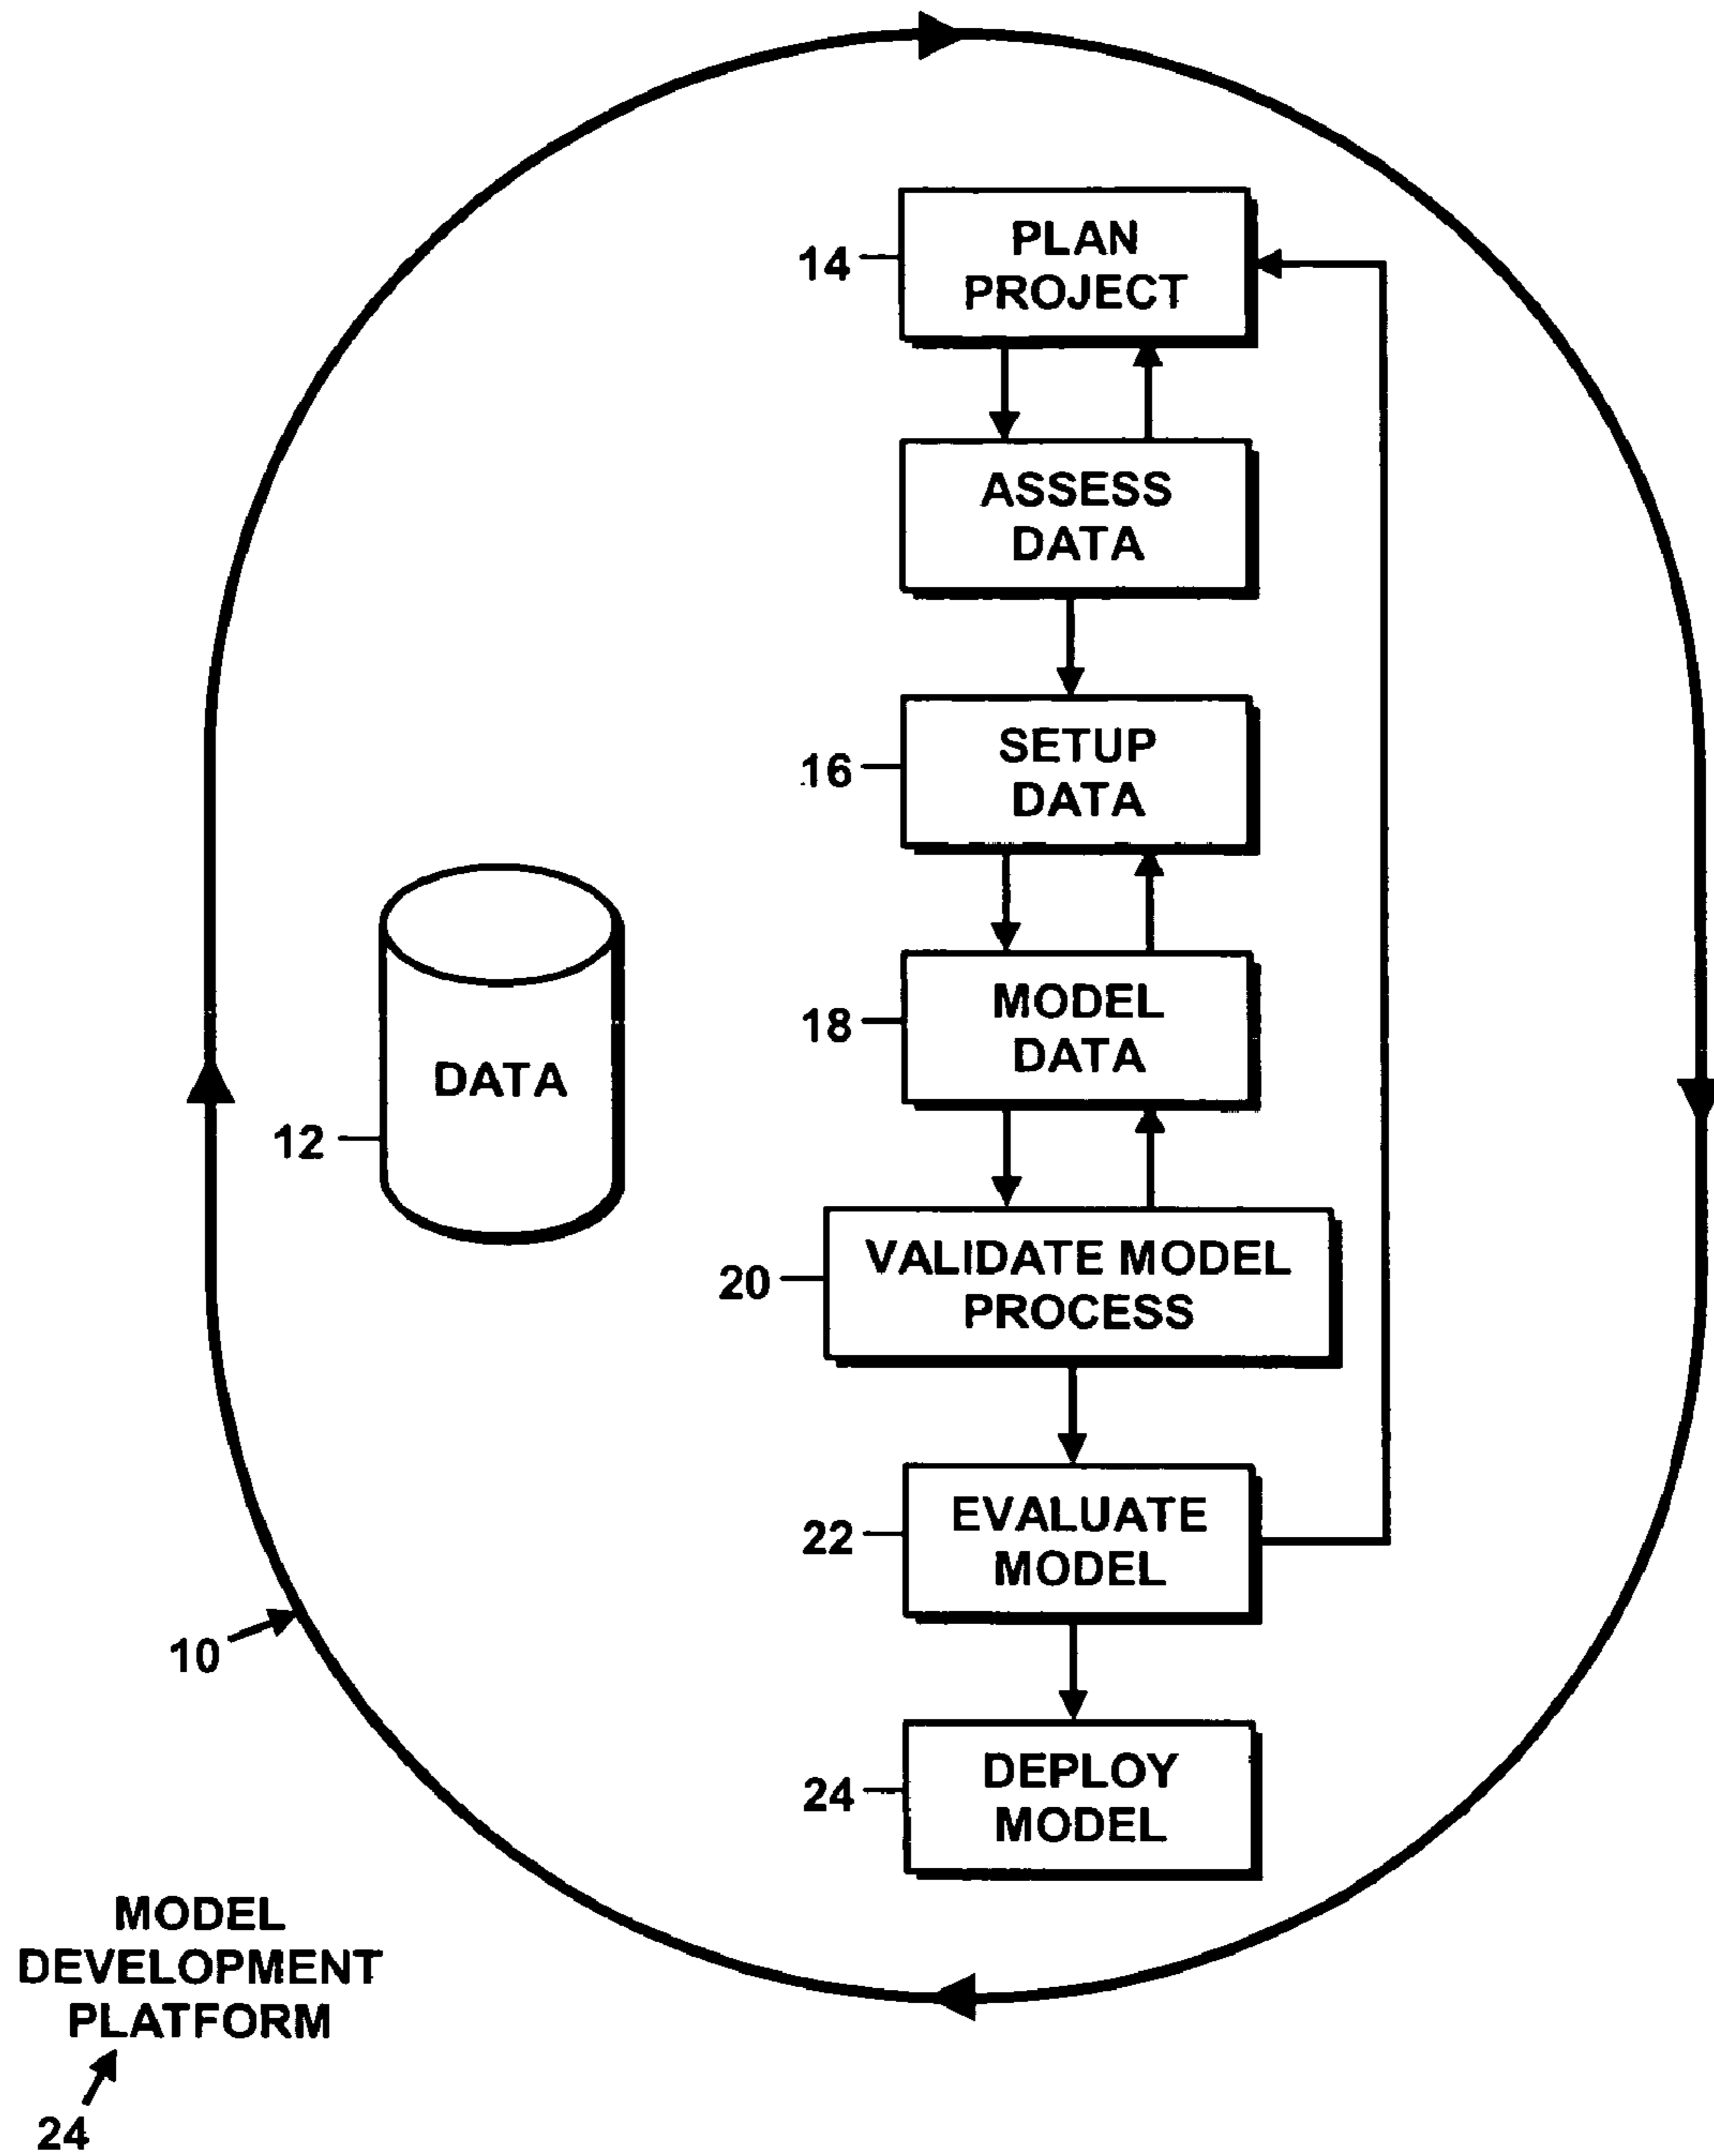 14
PLAN
PROJECT
ASSESS
DATA
16
SETUP
DATA
18
MODEL
DATA
DATA
12
20
VALIDATE MODEL
PROCESS
22
EVALUATE
MODEL
10
24
DEPLOY
MODEL
MODEL
DEVELOPMENT
PLATFORM
24